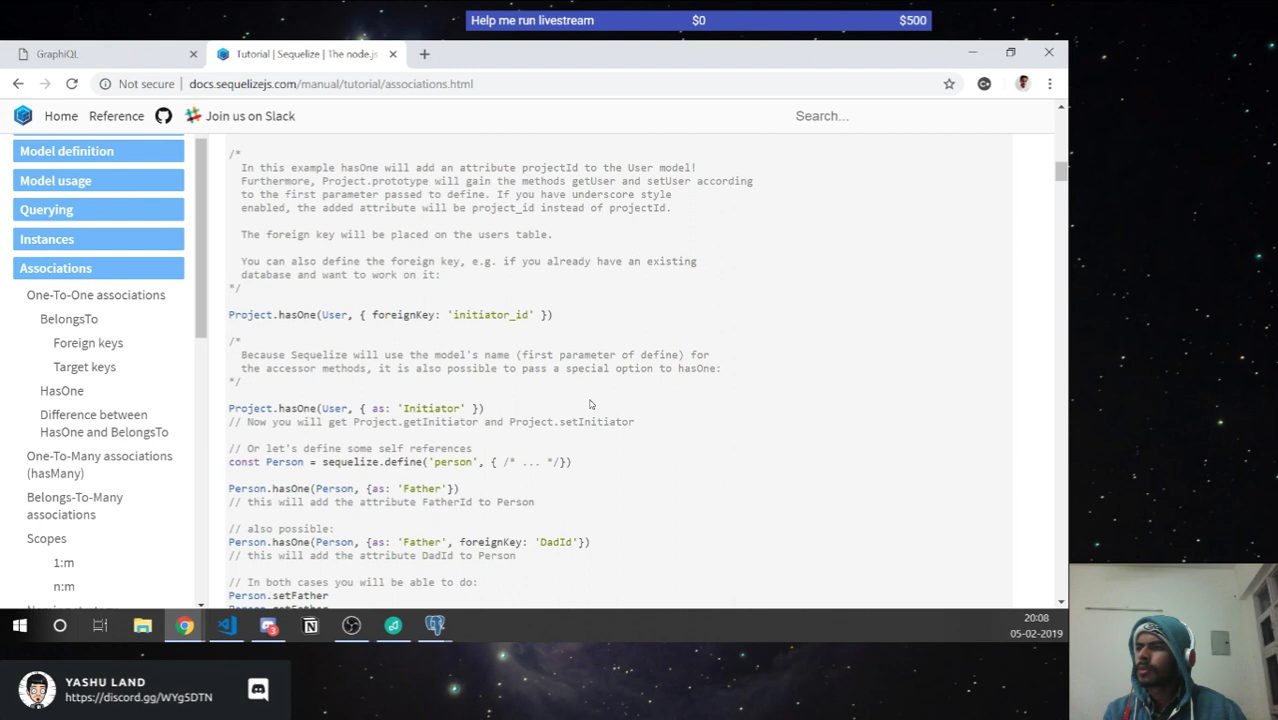 Help me run livestream $0 $500
GraphiQL
Tutorial | Sequelize | The node.js
Not secure docs.sequelizejs.com/manual/tutorial/associations.html
Home Reference Join us on Slack Search...
Model definition
Model usage
Querying
Instances
Associations
One-To-One associations
BelongsTo
Foreign keys
Target keys
HasOne
Difference between
HasOne and BelongsTo
One-To-Many associations
(hasMany)
Belongs-To-Many
associations
Scopes
1:m
n:m
/*
In this example hasOne will add an attribute projectId to the User model!
Furthermore, Project.prototype will gain the methods getUser and setUser according
to the first parameter passed to define. If you have underscore style
enabled, the added attribute will be project_id instead of projectId.
The foreign key will be placed on the users table.
You can also define the foreign key, e.g. if you already have an existing
database and want to work on it:
*/
Project.hasOne(User, { foreignKey: 'initiator_id' })
/*
Because Sequelize will use the model's name (first parameter of define) for
the accessor methods, it is also possible to pass a special option to hasOne:
*/
Project.hasOne(User, { as: 'Initiator' })
// Now you will get Project.getInitiator and Project.setInitiator
// Or let's define some self references
const Person = sequelize.define('person', { /* ... */})
Person.hasOne(Person, {as: 'Father'})
// this will add the attribute FatherId to Person
// also possible:
Person.hasOne(Person, {as: 'Father', foreignKey: 'DadId'})
// this will add the attribute DadId to Person
// In both cases you will be able to do:
Person.setFather
20:08
05-02-2019
YASHU LAND
https://discord.gg/WYg5DTN